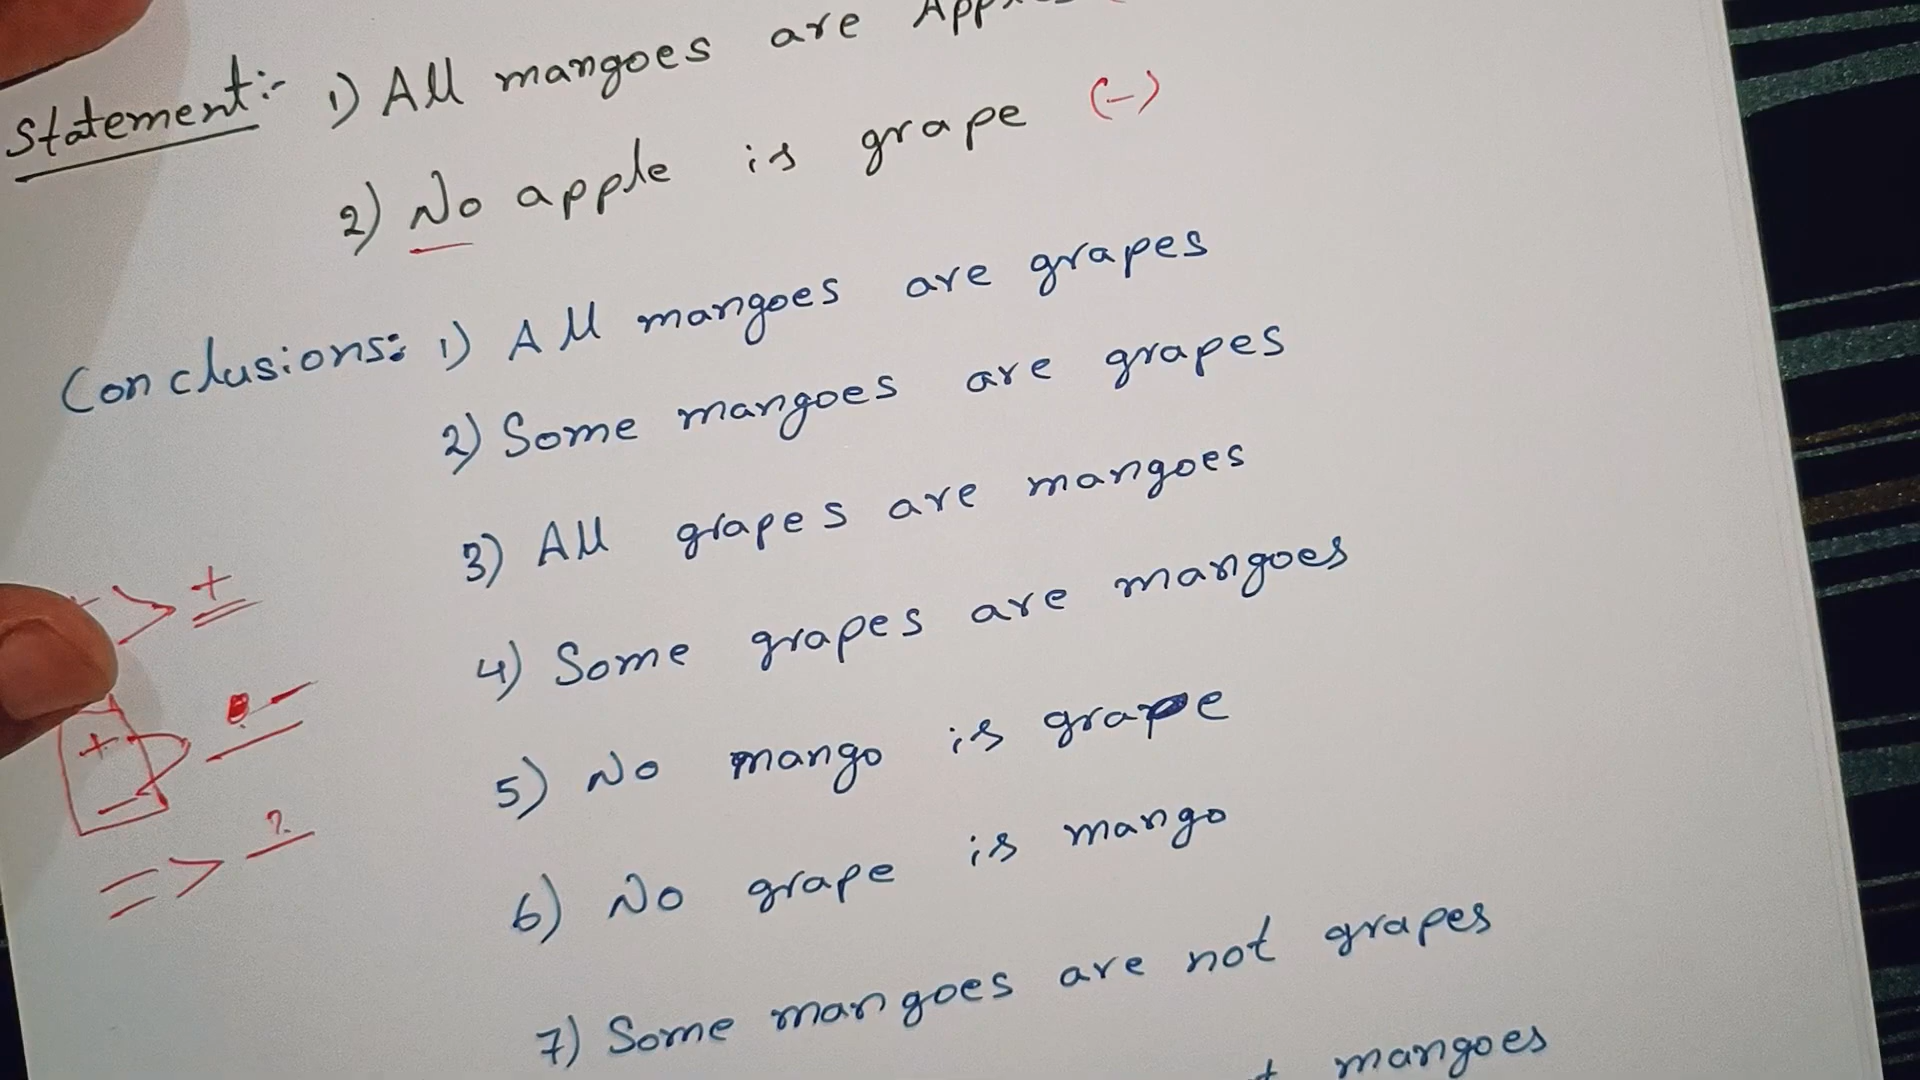 Statement:- 1) All mangoes are
2) No apple is grape (-)
Conclusions: 1) All mangoes are grapes
2) Some mangoes are grapes
3) All grapes are mangoes
4) Some grapes are mangoes
5) No mango is grape
6) No grape is mango
7) Some mangoes are not grapes
mangoes
> +
+
-
-
=> ?